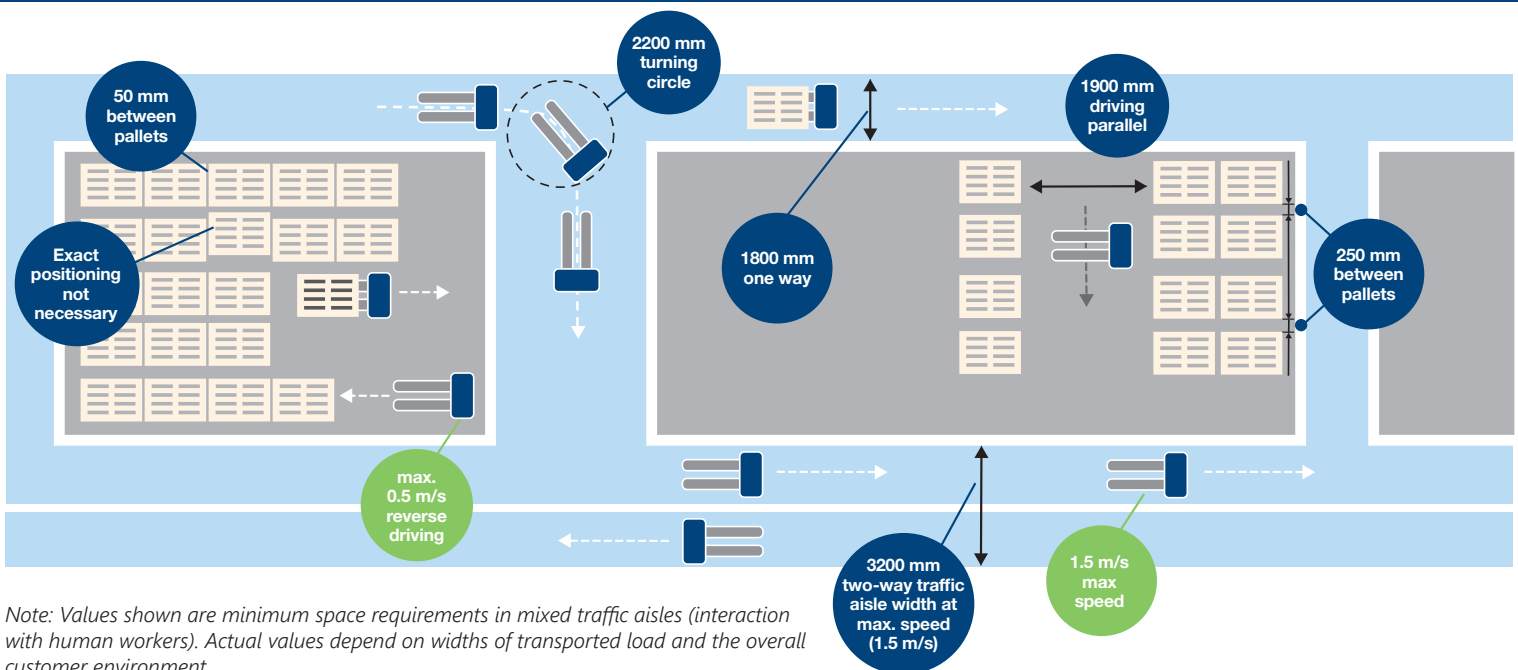 2200 mm
turning
circle
50 mm
between
pallets
1900 mm
driving
parallel
Exact
positioning
not
necessary
1800 mm
one way
250 mm
between
pallets
max.
0.5 m/s
reverse
driving
3200 mm
two-way traffic
aisle width at
max. speed
(1.5 m/s)
1.5 m/s
max
speed
Note: Values shown are minimum space requirements in mixed traffic aisles (interaction
with human workers). Actual values depend on widths of transported load and the overall
customer environment